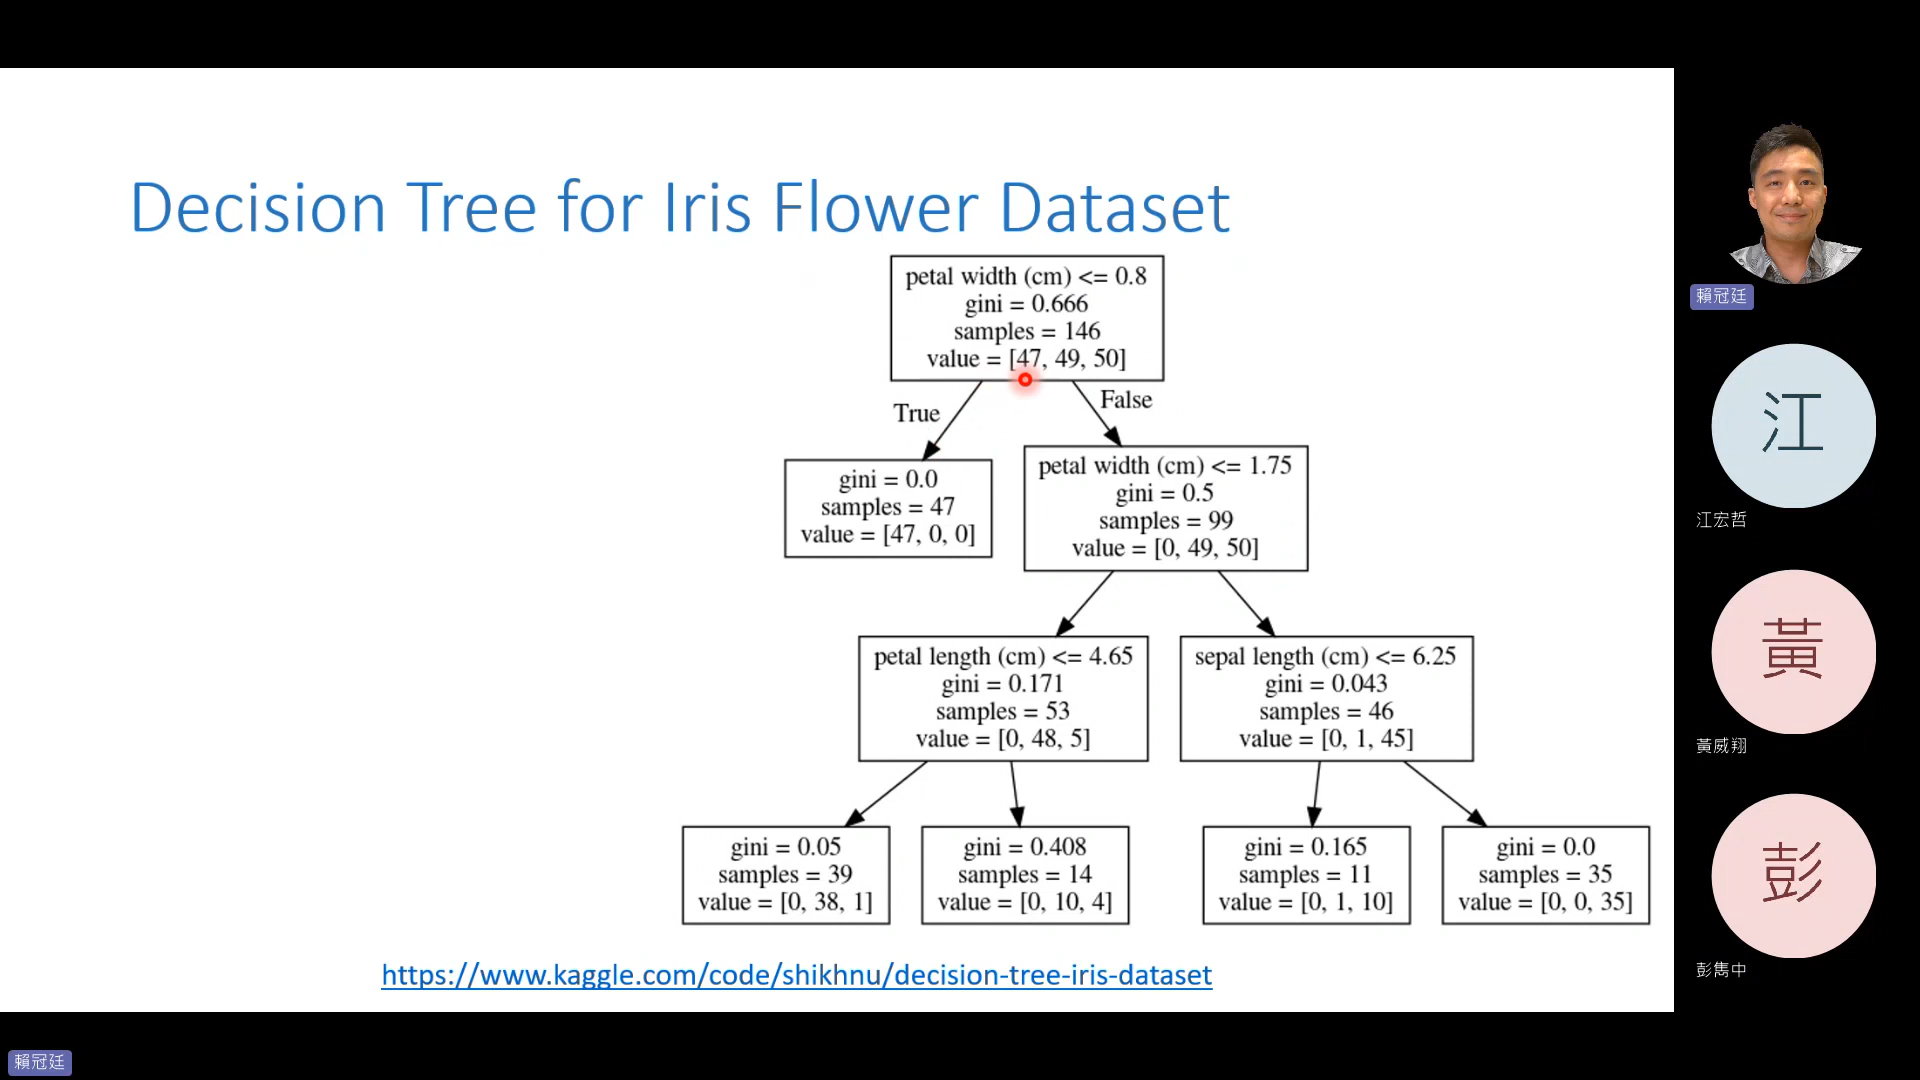 Decision Tree for Iris Flower Dataset
petal width (cm) <= 0.8
gini = 0.666
samples = 146
value = [47, 49, 50]
True
False
gini = 0.0
samples = 47
value = [47, 0, 0]
petal width (cm) <= 1.75
gini = 0.5
samples = 99
value = [0, 49, 50]
petal length (cm) <= 4.65
gini = 0.171
samples = 53
value = [0, 48, 5]
sepal length (cm) <= 6.25
gini = 0.043
samples = 46
value = [0, 1, 45]
gini = 0.05
samples = 39
value = [0, 38, 1]
gini = 0.408
samples = 14
value = [0, 10, 4]
gini = 0.165
samples = 11
value = [0, 1, 10]
gini = 0.0
samples = 35
value = [0, 0, 35]
https://www.kaggle.com/code/shikhnu/decision-tree-iris-dataset
賴冠廷
江
江宏哲
黃
黃威翔
彭
彭雋中
賴冠廷